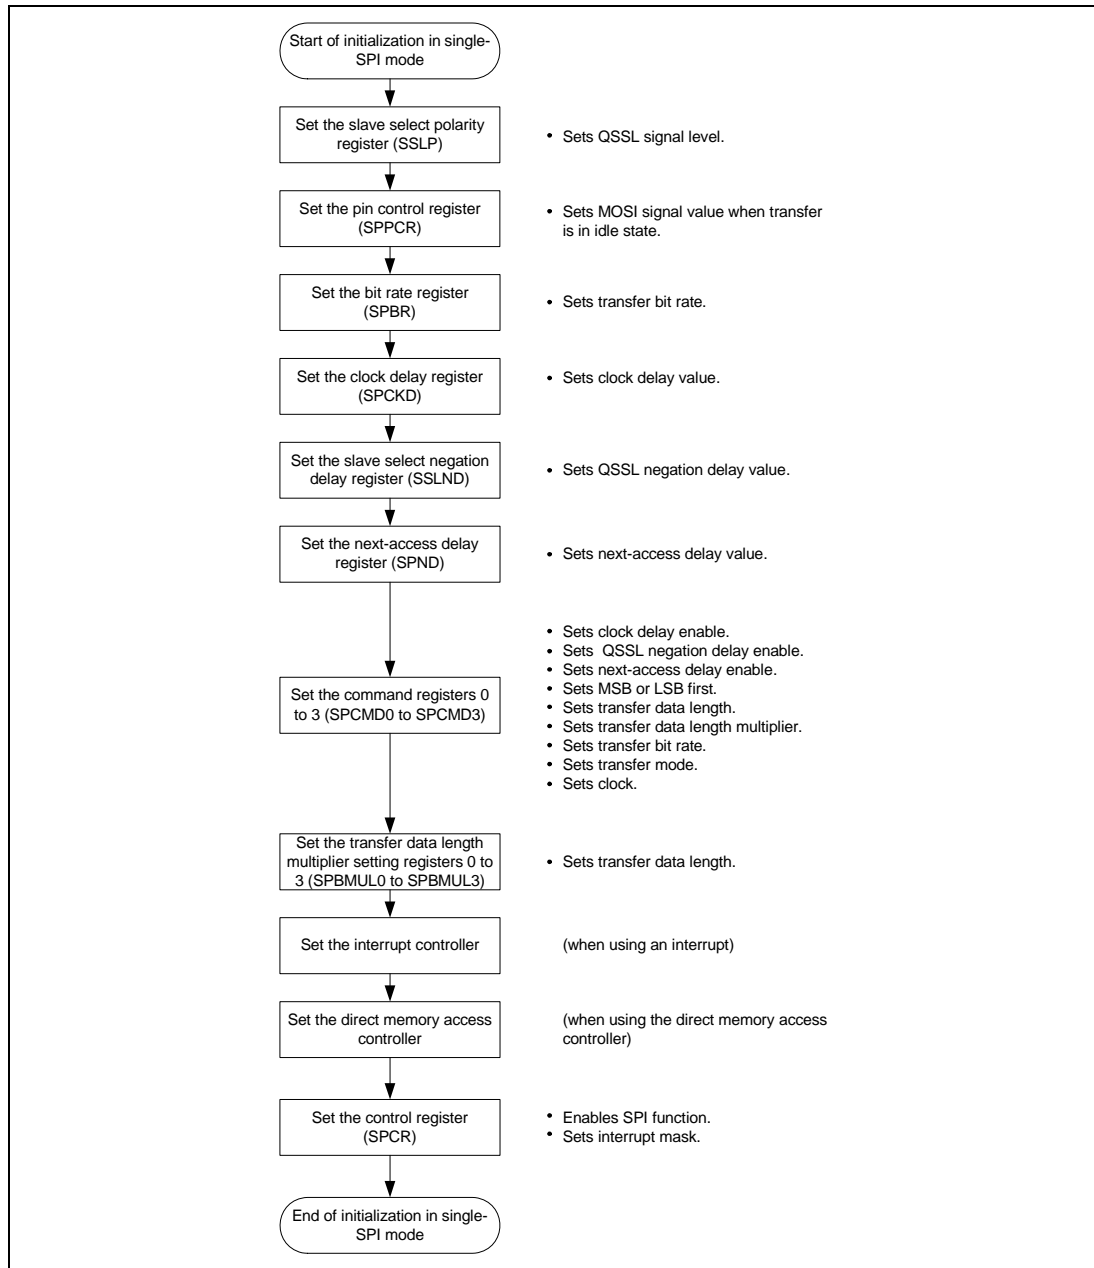 Start of initialization in single-
SPI mode
Set the slave select polarity
register (SSLP)
• Sets QSSL signal level.
Set the pin control register
(SPPCR)
• Sets MOSI signal value when transfer
is in idle state.
Set the bit rate register
(SPBR)
• Sets transfer bit rate.
Set the clock delay register
(SPCKD)
• Sets clock delay value.
Set the slave select negation
delay register (SSLND)
• Sets QSSL negation delay value.
Set the next-access delay
register (SPND)
• Sets next-access delay value.
Set the command registers 0
to 3 (SPCMD0 to SPCMD3)
• Sets clock delay enable.
• Sets  QSSL negation delay enable.
• Sets next-access delay enable.
• Sets MSB or LSB first.
• Sets transfer data length.
• Sets transfer data length multiplier.
• Sets transfer bit rate.
• Sets transfer mode.
• Sets clock.
Set the transfer data length
multiplier setting registers 0 to
3 (SPBMUL0 to SPBMUL3)
• Sets transfer data length.
Set the interrupt controller
(when using an interrupt)
Set the direct memory access
controller
(when using the direct memory access
controller)
Set the control register
(SPCR)
• Enables SPI function.
• Sets interrupt mask.
End of initialization in single-
SPI mode